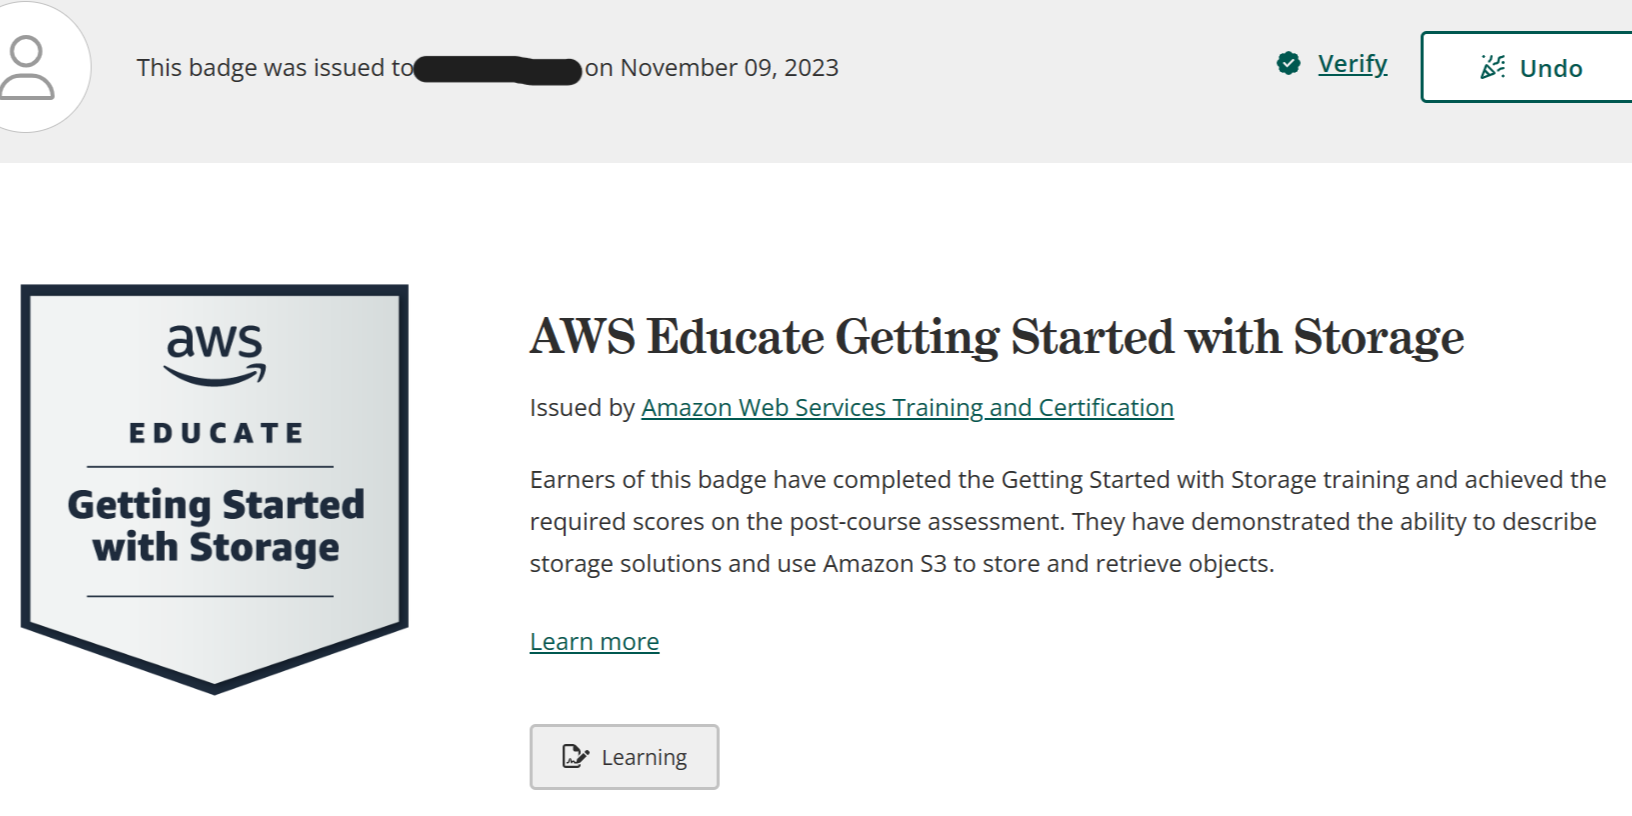 This badge was issued to on November 09, 2023
Verify
Undo
aws
EDUCATE
Getting Started
with Storage
AWS Educate Getting Started with Storage
Issued by Amazon Web Services Training and Certification
Earners of this badge have completed the Getting Started with Storage training and achieved the
required scores on the post-course assessment. They have demonstrated the ability to describe
storage solutions and use Amazon S3 to store and retrieve objects.
Learn more
Learning